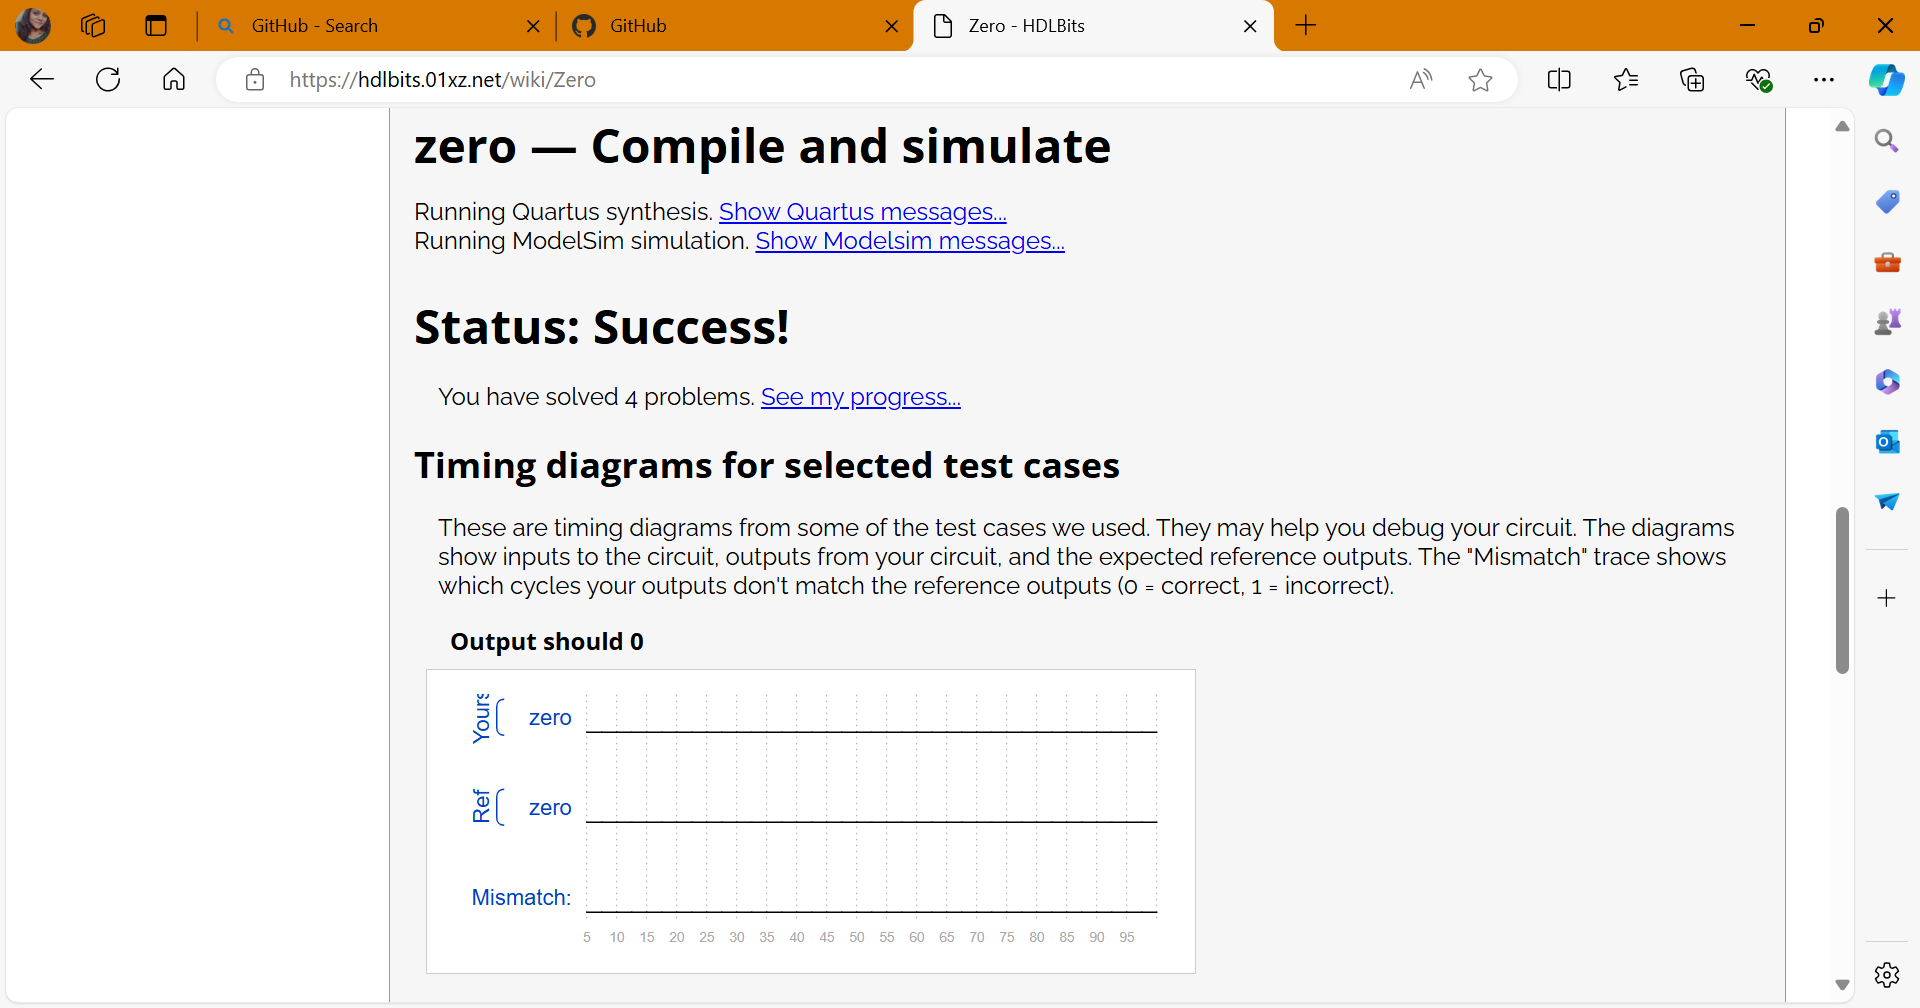 GitHub - Search
GitHub
Zero - HDLBits
https://hdlbits.01xz.net/wiki/Zero
zero — Compile and simulate
Running Quartus synthesis. Show Quartus messages...
Running ModelSim simulation. Show Modelsim messages...
Status: Success!
You have solved 4 problems. See my progress...
Timing diagrams for selected test cases
These are timing diagrams from some of the test cases we used. They may help you debug your circuit. The diagrams
show inputs to the circuit, outputs from your circuit, and the expected reference outputs. The "Mismatch" trace shows
which cycles your outputs don't match the reference outputs (0 = correct, 1 = incorrect).
Output should 0
Yours zero
Ref zero
Mismatch:
5 10 15 20 25 30 35 40 45 50 55 60 65 70 75 80 85 90 95